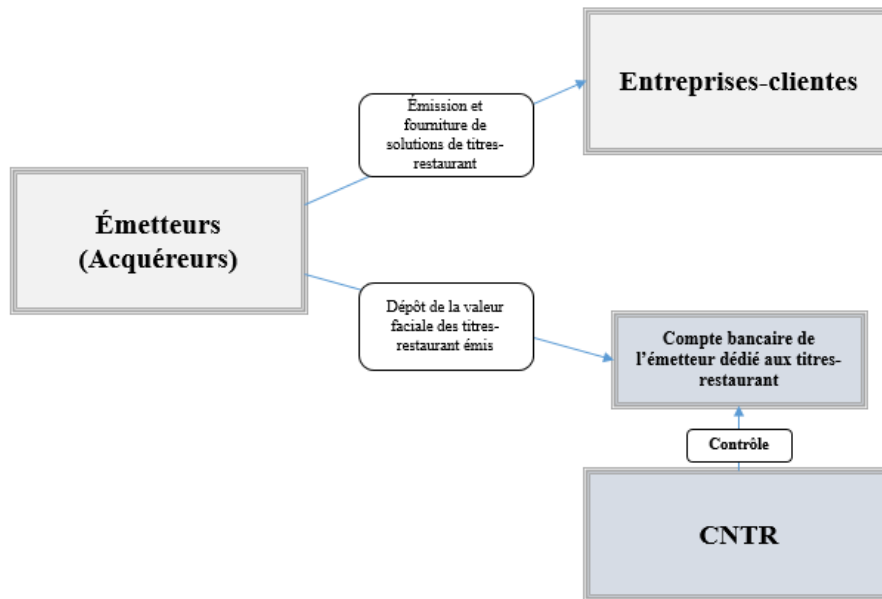 Entreprises-clientes
Émission et
fourniture de
solutions de titres-
restaurant
Émetteurs
(Acquéreurs)
Dépôt de la valeur
faciale des titres-
restaurant émis
Compte bancaire de
l'émetteur dédié aux titres-
restaurant
Contrôle
CNTR